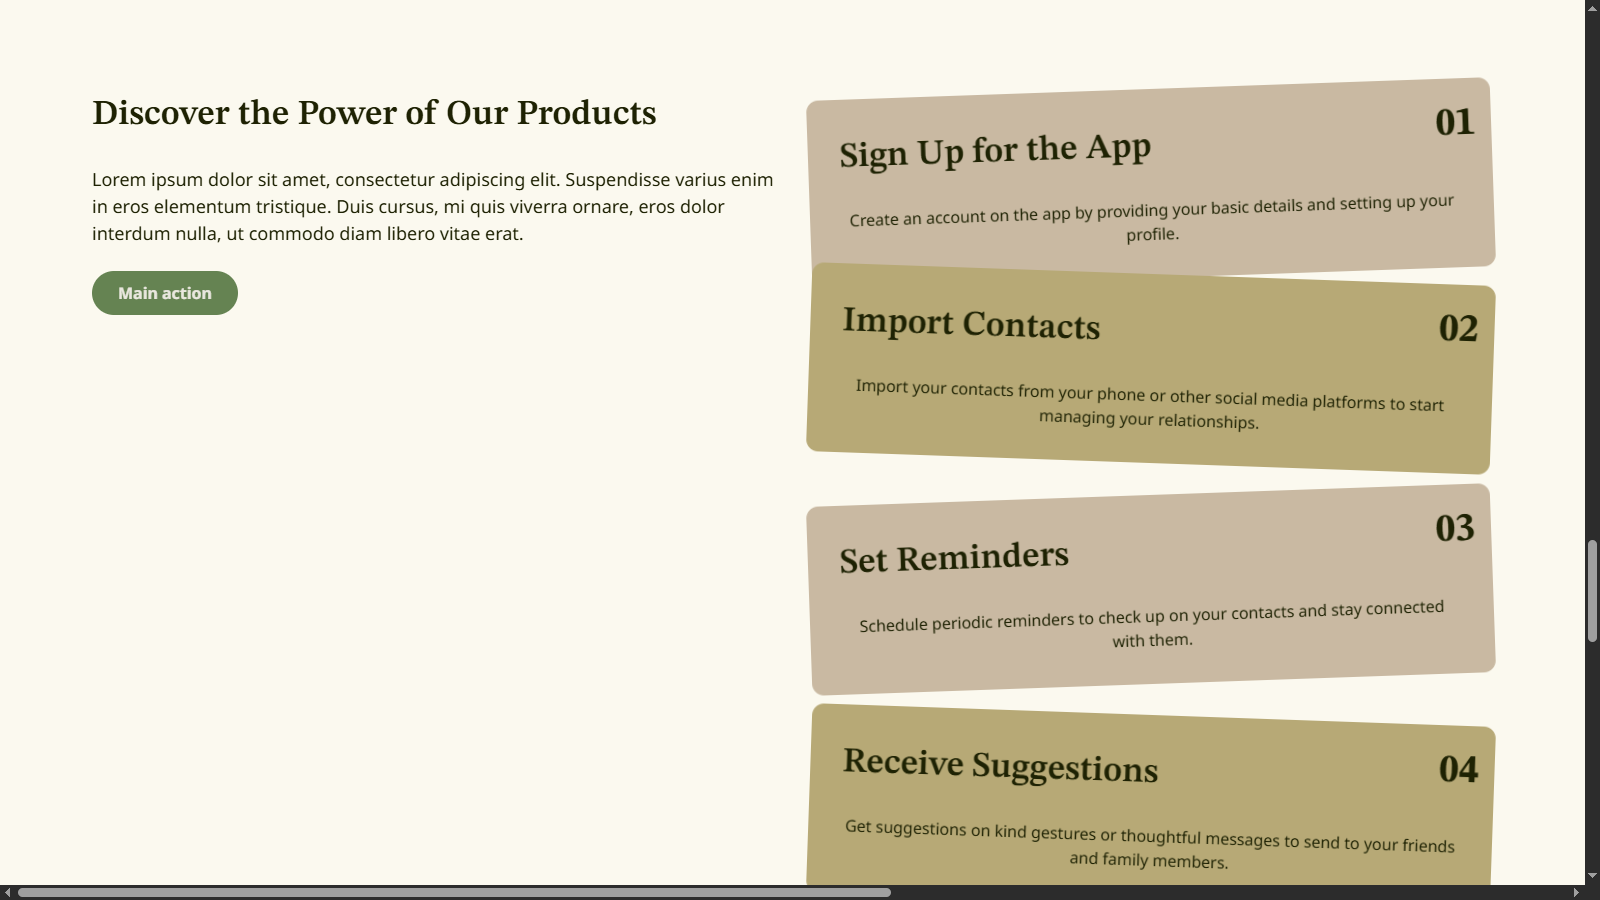 Discover the Power of Our Products
Lorem ipsum dolor sit amet, consectetur adipiscing elit. Suspendisse varius enim
in eros elementum tristique. Duis cursus, mi quis viverra ornare, eros dolor
interdum nulla, ut commodo diam libero vitae erat.
Main action
01
Sign Up for the App
Create an account on the app by providing your basic details and setting up your
profile.
02
Import Contacts
Import your contacts from your phone or other social media platforms to start
managing your relationships.
03
Set Reminders
Schedule periodic reminders to check up on your contacts and stay connected
with them.
04
Receive Suggestions
Get suggestions on kind gestures or thoughtful messages to send to your friends
and family members.